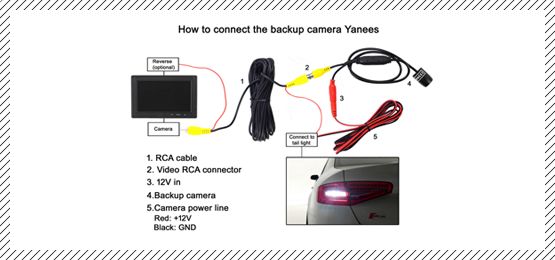 How to connect the backup camera Yanees
Reverse
(optional)
1
2
3
4
5
Camera
Connect to
tail light
1. RCA cable
2. Video RCA connector
3. 12V in
4.Backup camera
5.Camera power line
Red: +12V
Black: GND